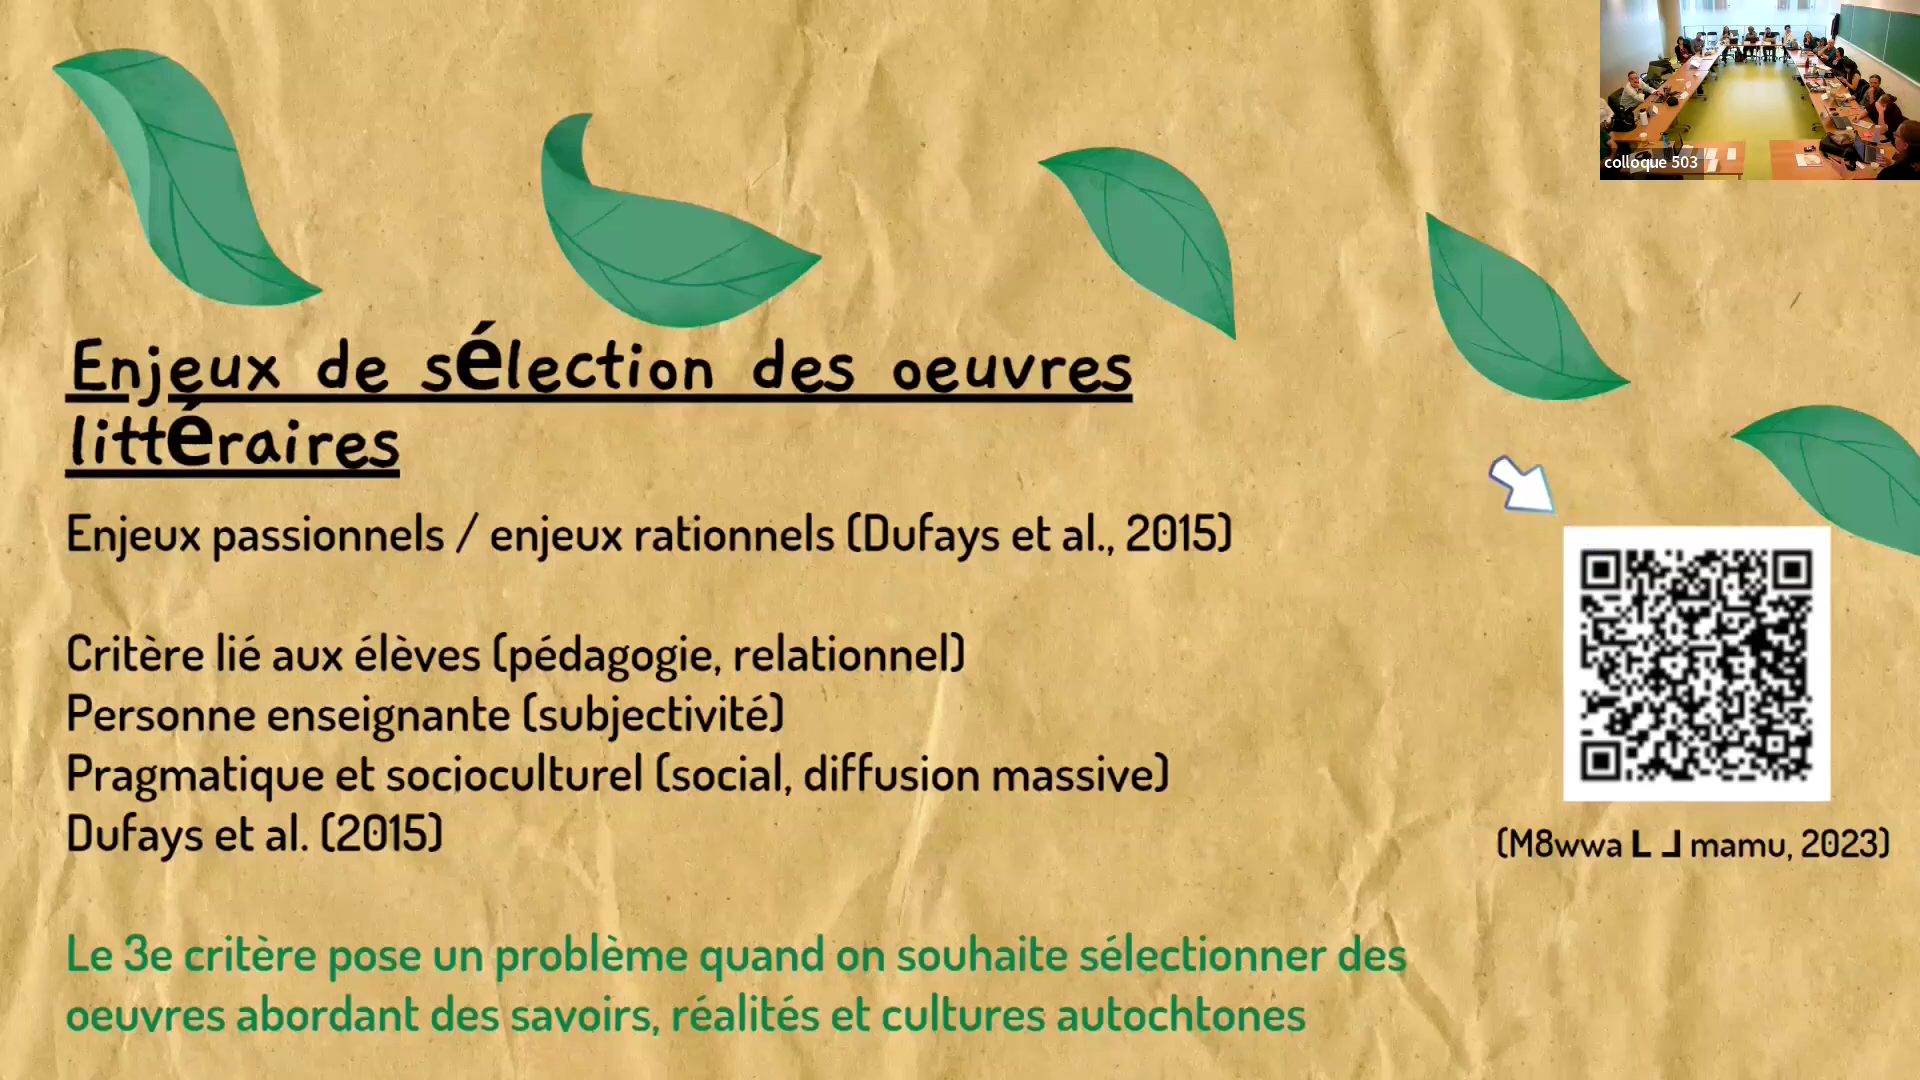 colloque 503
Enjeux de sélection des oeuvres
littéraires
Enjeux passionnels / enjeux rationnels (Dufays et al., 2015)
Critère lié aux élèves (pédagogie, relationnel)
Personne enseignante (subjectivité)
Pragmatique et socioculturel (social, diffusion massive)
Dufays et al. (2015)
(M8wwa ᒪ ᒧ mamu, 2023)
Le 3e critère pose un problème quand on souhaite sélectionner des
oeuvres abordant des savoirs, réalités et cultures autochtones